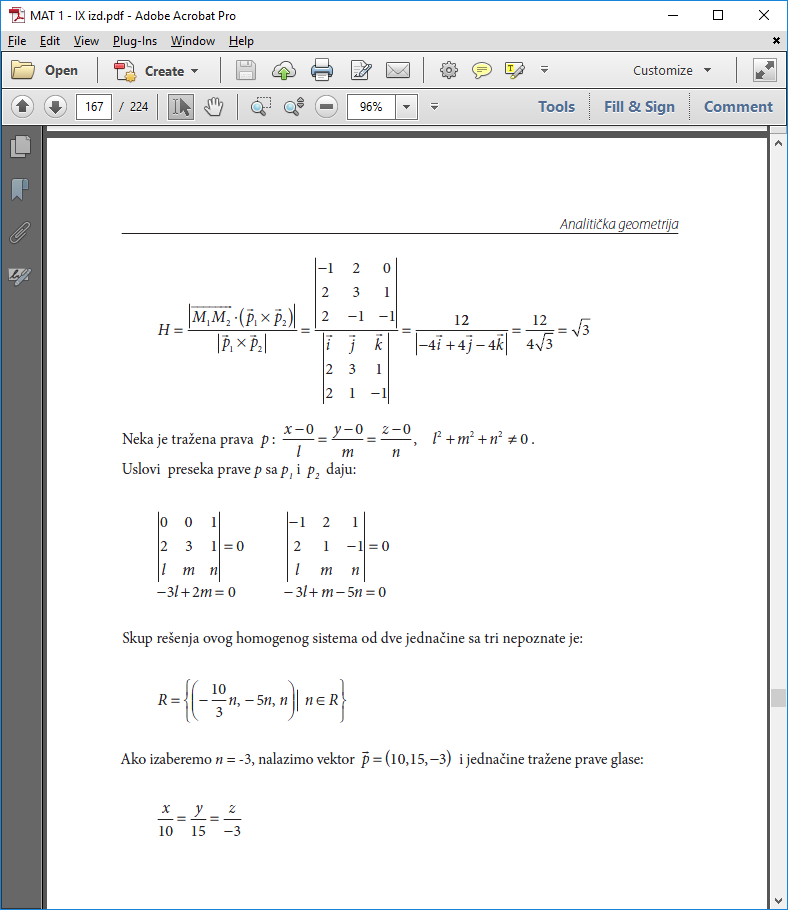 MAT 1 - IX izd.pdf - Adobe Acrobat Pro
File Edit View Plug-Ins Window Help
Open Create Customize
167 / 224 96% Tools Fill & Sign Comment
Analitička geometrija
H = |M₁M₂ · (p⃗₁ × p⃗₂)| / |p⃗₁ × p⃗₂| = |−1 2 0; 2 3 1; 2 −1 −1| / |i⃗ j⃗ k⃗; 2 3 1; 2 1 −1| = 12 / |−4i⃗ + 4j⃗ − 4k⃗| = 12 / 4√3 = √3
Neka je tražena prava p : (x−0)/l = (y−0)/m = (z−0)/n, l² + m² + n² ≠ 0 .
Uslovi preseka prave p sa p₁ i p₂ daju:
|0 0 1; 2 3 1; l m n| = 0 |−1 2 1; 2 1 −1; l m n| = 0
−3l + 2m = 0 −3l + m − 5n = 0
Skup rešenja ovog homogenog sistema od dve jednačine sa tri nepoznate je:
R = {(−10/3 n, −5n, n)| n ∈ R}
Ako izaberemo n = -3, nalazimo vektor p⃗ = (10,15,−3) i jednačine tražene prave glase:
x/10 = y/15 = z/−3